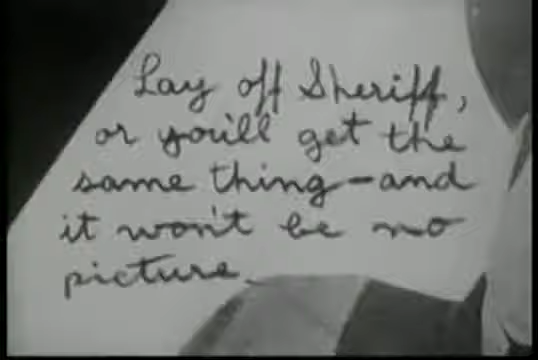 Lay off Sheriff,
or you'll get the
same thing—and
it won't be no
picture.